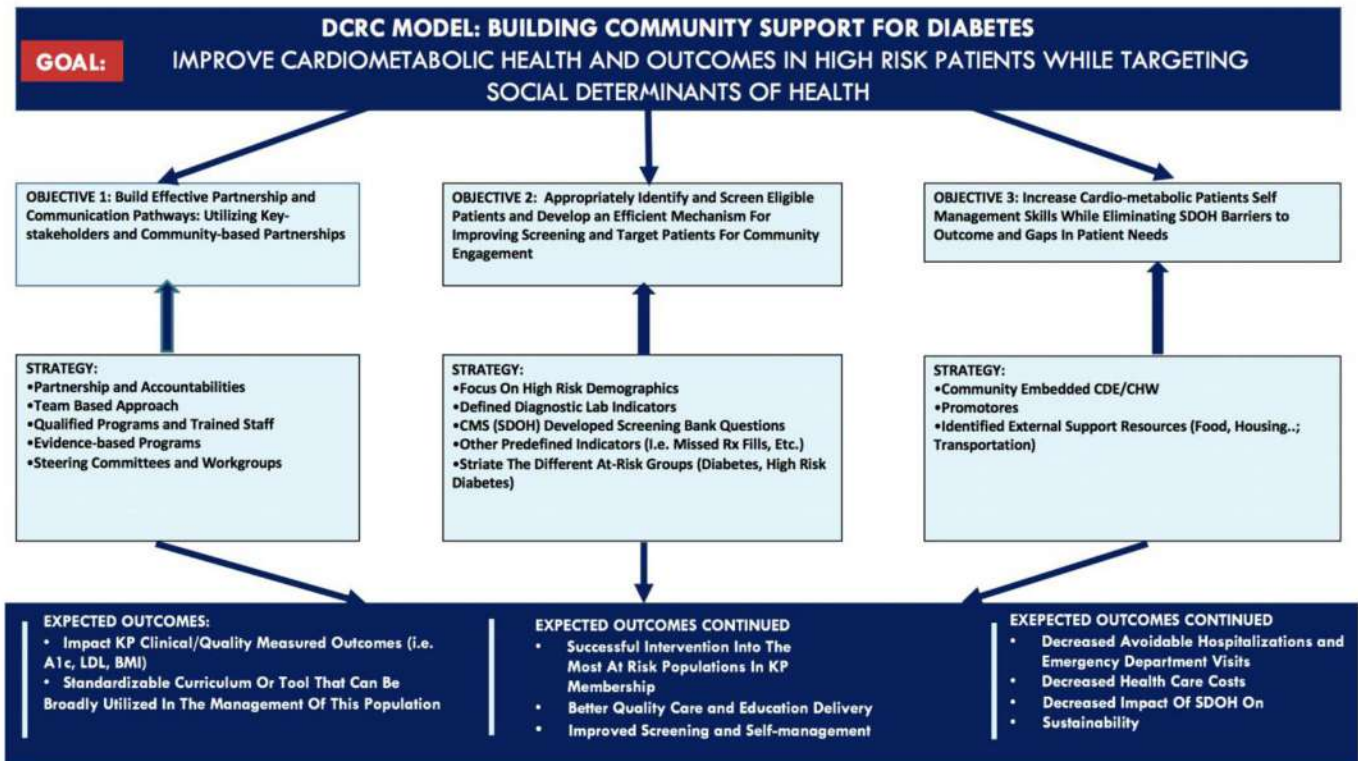 DCRC MODEL: BUILDING COMMUNITY SUPPORT FOR DIABETES
GOAL:
IMPROVE CARDIOMETABOLIC HEALTH AND OUTCOMES IN HIGH RISK PATIENTS WHILE TARGETING
SOCIAL DETERMINANTS OF HEALTH
OBJECTIVE 1: Build Effective Partnership and
Communication Pathways: Utilizing Key-
stakeholders and Community-based Partnerships
OBJECTIVE 2: Appropriately Identify and Screen Eligible
Patients and Develop an Efficient Mechanism For
Improving Screening and Target Patients For Community
Engagement
OBJECTIVE 3: Increase Cardio-metabolic Patients Self
Management Skills While Eliminating SDOH Barriers to
Outcome and Gaps In Patient Needs
STRATEGY:
•Partnership and Accountabilities
•Team Based Approach
•Qualified Programs and Trained Staff
•Evidence-based Programs
•Steering Committees and Workgroups
STRATEGY:
•Focus On High Risk Demographics
•Defined Diagnostic Lab Indicators
•CMS (SDOH) Developed Screening Bank Questions
•Other Predefined Indicators (I.e. Missed Rx Fills, Etc.)
•Striate The Different At-Risk Groups (Diabetes, High Risk
Diabetes)
STRATEGY:
•Community Embedded CDE/CHW
•Promotores
•Identified External Support Resources (Food, Housing..;
Transportation)
EXPECTED OUTCOMES:
• Impact KP Clinical/Quality Measured Outcomes (i.e.
A1c, LDL, BMI)
• Standardizable Curriculum Or Tool That Can Be
Broadly Utilized In The Management Of This Population
EXPECTED OUTCOMES CONTINUED
• Successful Intervention Into The
Most At Risk Populations In KP
Membership
• Better Quality Care and Education Delivery
• Improved Screening and Self-management
EXEPECTED OUTCOMES CONTINUED
• Decreased Avoidable Hospitalizations and
Emergency Department Visits
• Decreased Health Care Costs
• Decreased Impact Of SDOH On
• Sustainability